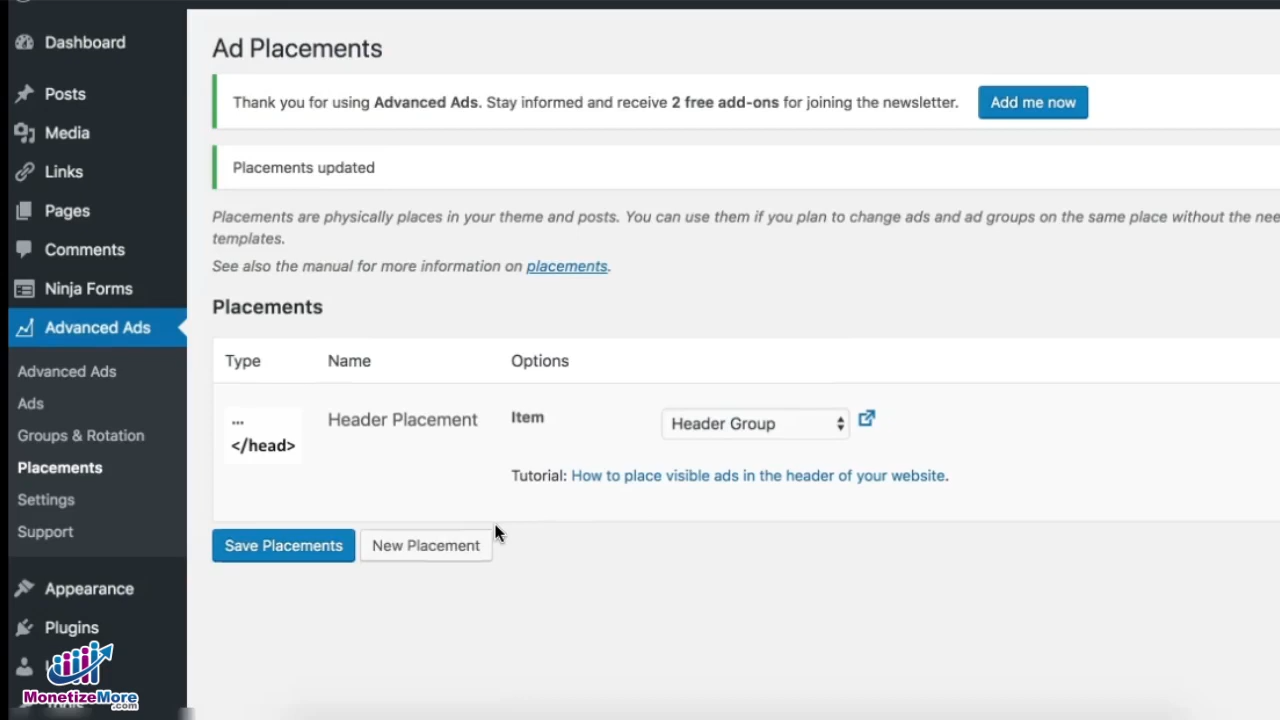 Dashboard
Posts
Media
Links
Pages
Comments
Ninja Forms
Advanced Ads
Advanced Ads
Ads
Groups & Rotation
Placements
Settings
Support
Appearance
Plugins
MonetizeMore
.com
Ad Placements
Thank you for using Advanced Ads. Stay informed and receive 2 free add-ons for joining the newsletter.
Add me now
Placements updated
Placements are physically places in your theme and posts. You can use them if you plan to change ads and ad groups on the same place without the nee
templates.
See also the manual for more information on placements.
Placements
Type Name Options
...
</head>
Header Placement
Item
Header Group
Tutorial: How to place visible ads in the header of your website.
Save Placements
New Placement